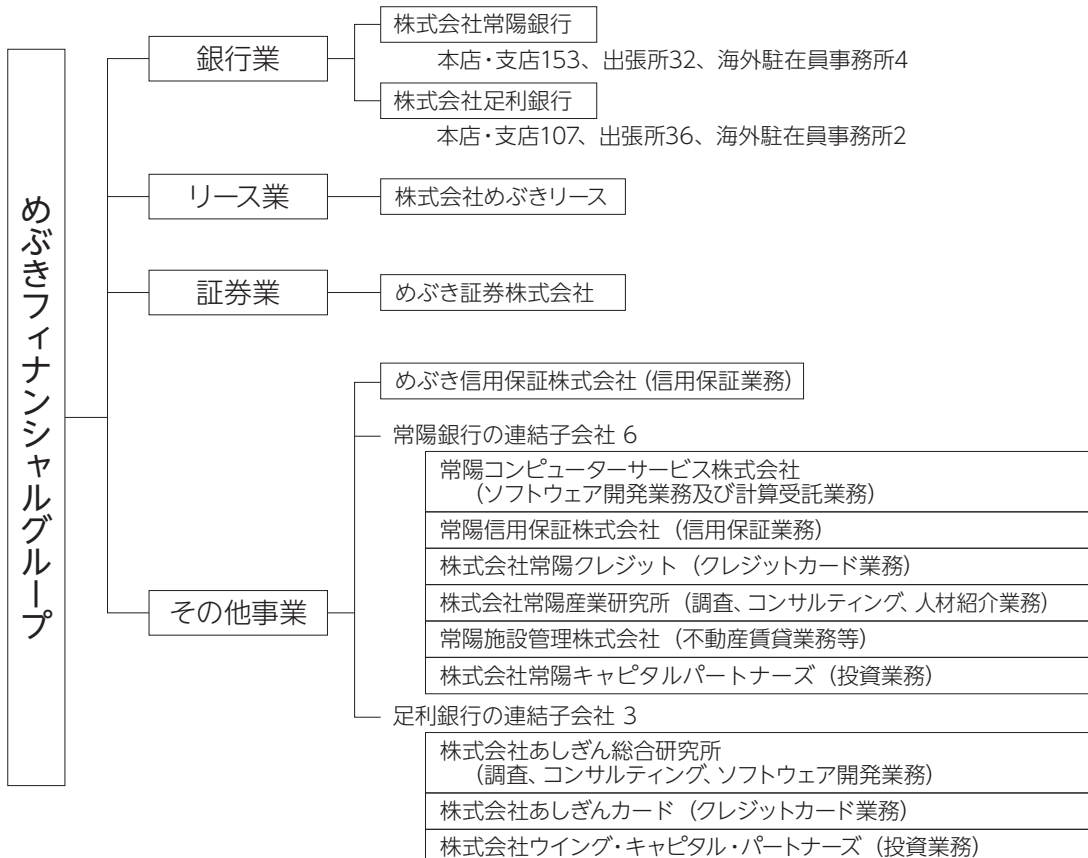 めぶきフィナンシャルグループ
銀行業
株式会社常陽銀行
本店・支店153、出張所32、海外駐在員事務所4
株式会社足利銀行
本店・支店107、出張所36、海外駐在員事務所2
リース業
株式会社めぶきリース
証券業
めぶき証券株式会社
その他事業
めぶき信用保証株式会社（信用保証業務）
常陽銀行の連結子会社 6
常陽コンピューターサービス株式会社
（ソフトウェア開発業務及び計算受託業務）
常陽信用保証株式会社（信用保証業務）
株式会社常陽クレジット（クレジットカード業務）
株式会社常陽産業研究所（調査、コンサルティング、人材紹介業務）
常陽施設管理株式会社（不動産賃貸業務等）
株式会社常陽キャピタルパートナーズ（投資業務）
足利銀行の連結子会社 3
株式会社あしぎん総合研究所
（調査、コンサルティング、ソフトウェア開発業務）
株式会社あしぎんカード（クレジットカード業務）
株式会社ウイング・キャピタル・パートナーズ（投資業務）